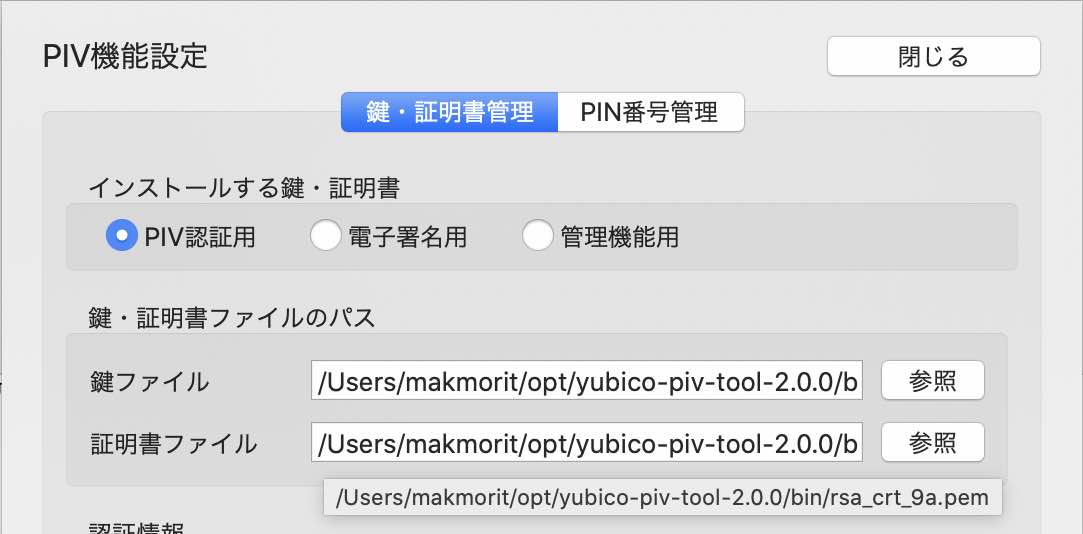 PIV機能設定
閉じる
鍵・証明書管理 PIN番号管理
インストールする鍵・証明書
PIV認証用 電子署名用 管理機能用
鍵・証明書ファイルのパス
鍵ファイル /Users/makmorit/opt/yubico-piv-tool-2.0.0/b 参照
証明書ファイル /Users/makmorit/opt/yubico-piv-tool-2.0.0/b 参照
/Users/makmorit/opt/yubico-piv-tool-2.0.0/bin/rsa_crt_9a.pem
認証情報